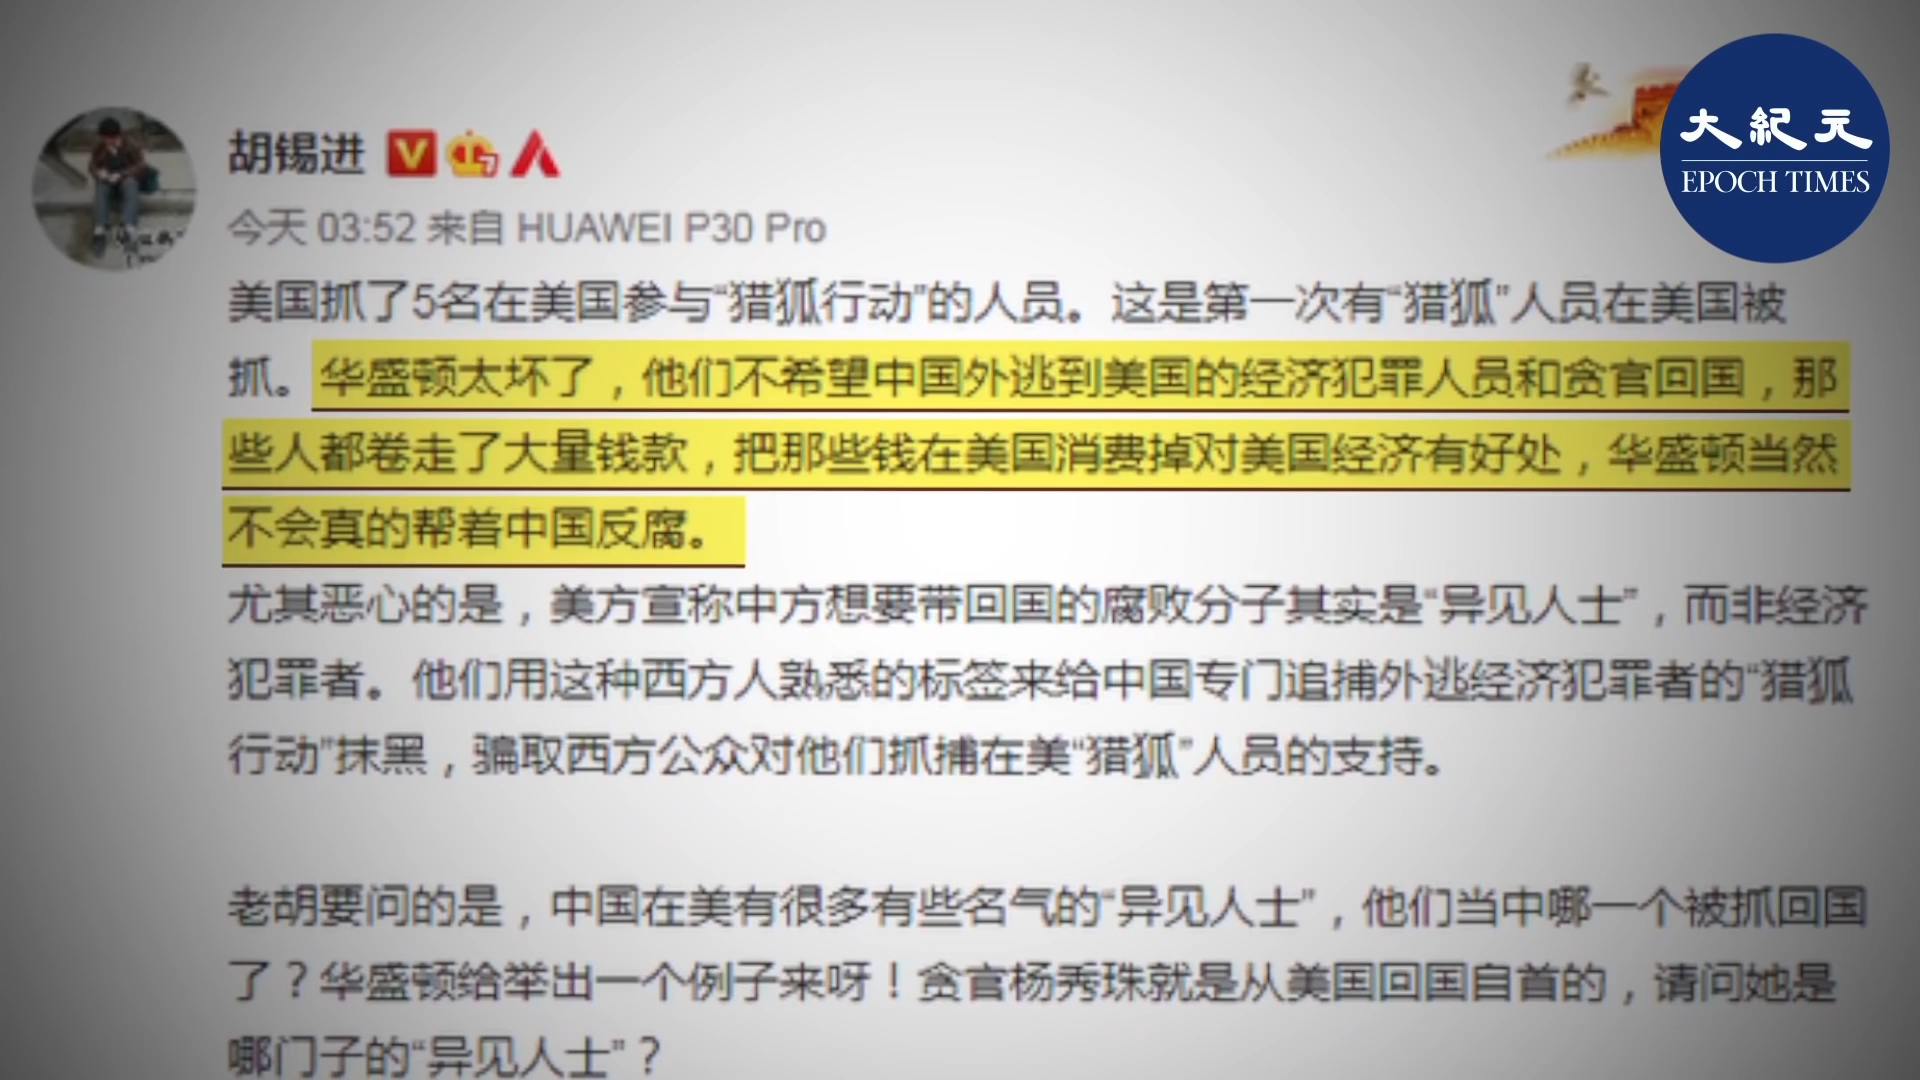 大紀元
EPOCH TIMES
胡锡进
今天 03:52 来自 HUAWEI P30 Pro
美国抓了5名在美国参与“猎狐行动”的人员。这是第一次有“猎狐”人员在美国被
抓。华盛顿太坏了，他们不希望中国外逃到美国的经济犯罪人员和贪官回国，那
些人都卷走了大量钱款，把那些钱在美国消费掉对美国经济有好处，华盛顿当然
不会真的帮着中国反腐。
尤其恶心的是，美方宣称中方想要带回国的腐败分子其实是“异见人士”，而非经济
犯罪者。他们用这种西方人熟悉的标签来给中国专门追捕外逃经济犯罪者的“猎狐
行动”抹黑，骗取西方公众对他们抓捕在美“猎狐”人员的支持。
老胡要问的是，中国在美有很多有些名气的“异见人士”，他们当中哪一个被抓回国
了？华盛顿给举出一个例子来呀！贪官杨秀珠就是从美国回国自首的，请问她是
哪门子的“异见人士”？